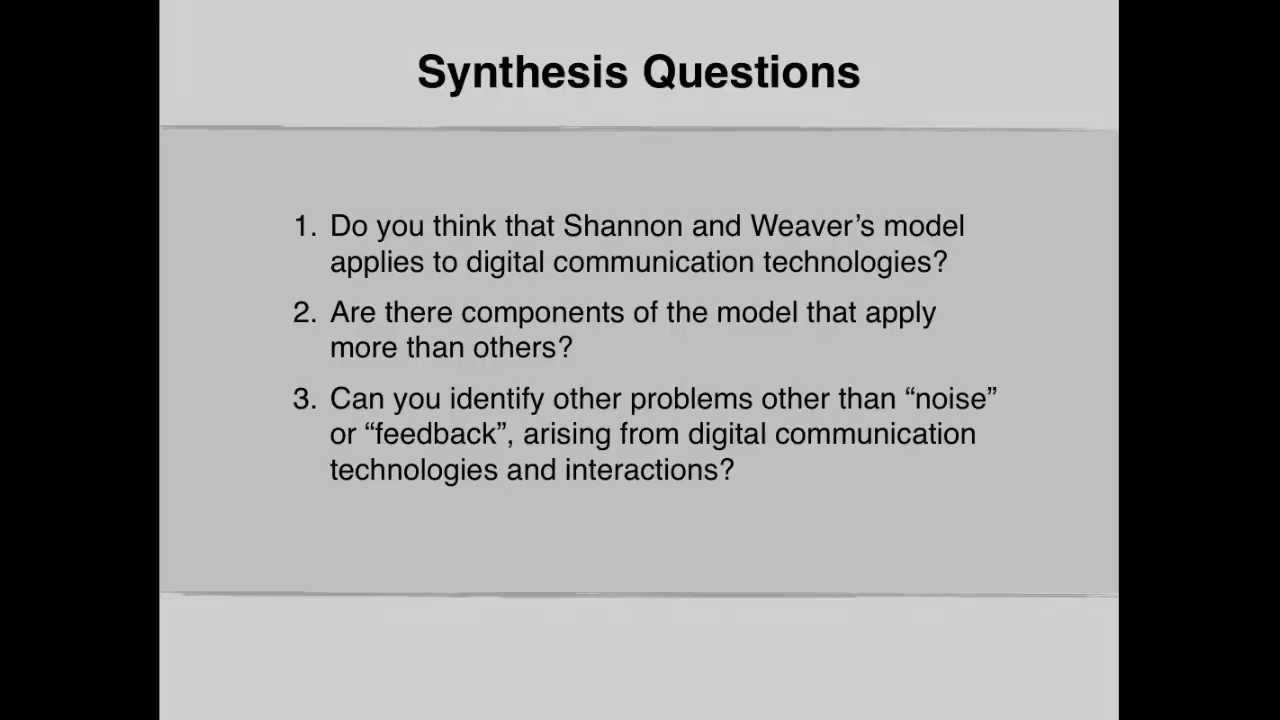 Synthesis Questions
1. Do you think that Shannon and Weaver’s model
applies to digital communication technologies?
2. Are there components of the model that apply
more than others?
3. Can you identify other problems other than “noise”
or “feedback”, arising from digital communication
technologies and interactions?